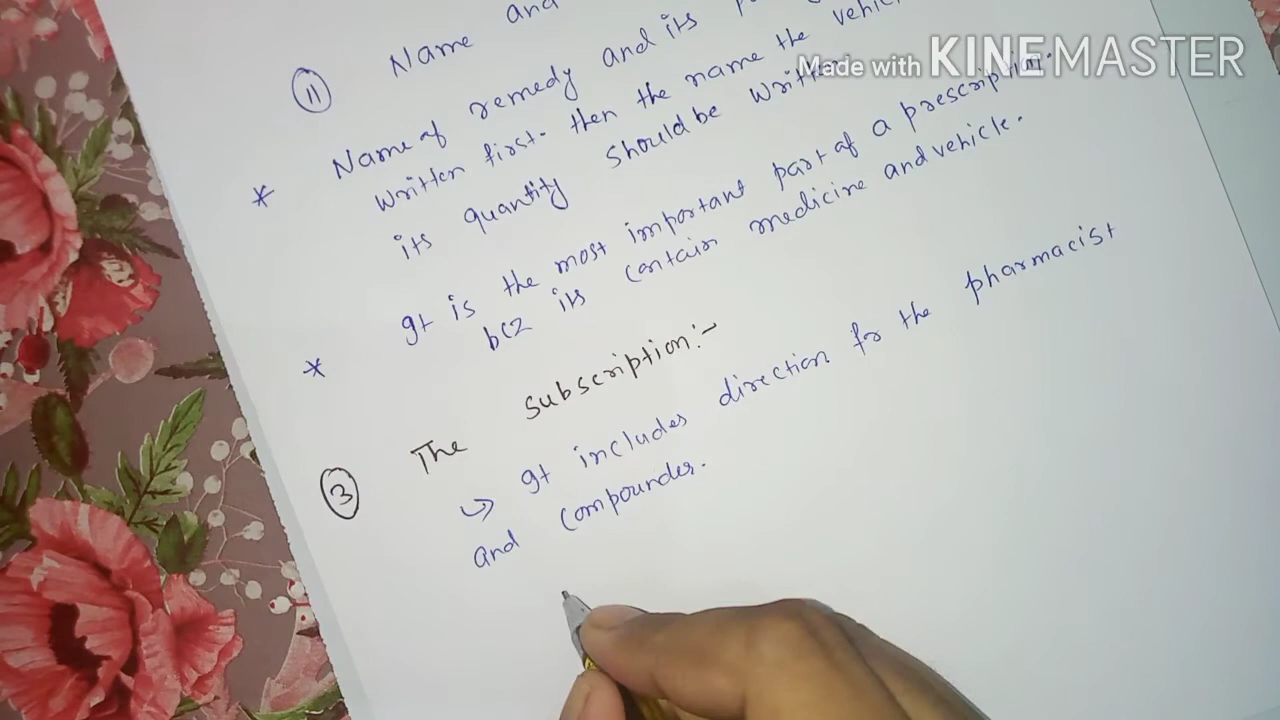 (11) Name and
* Name of remedy and its
written first. then the name the vehic
its quantity should be written
* It is the most important part of a prescription.
bcz its contain medicine and vehicle.
(3) The subscription:-
↳ It includes direction for the pharmacist
and compounder.
Made with KINEMASTER